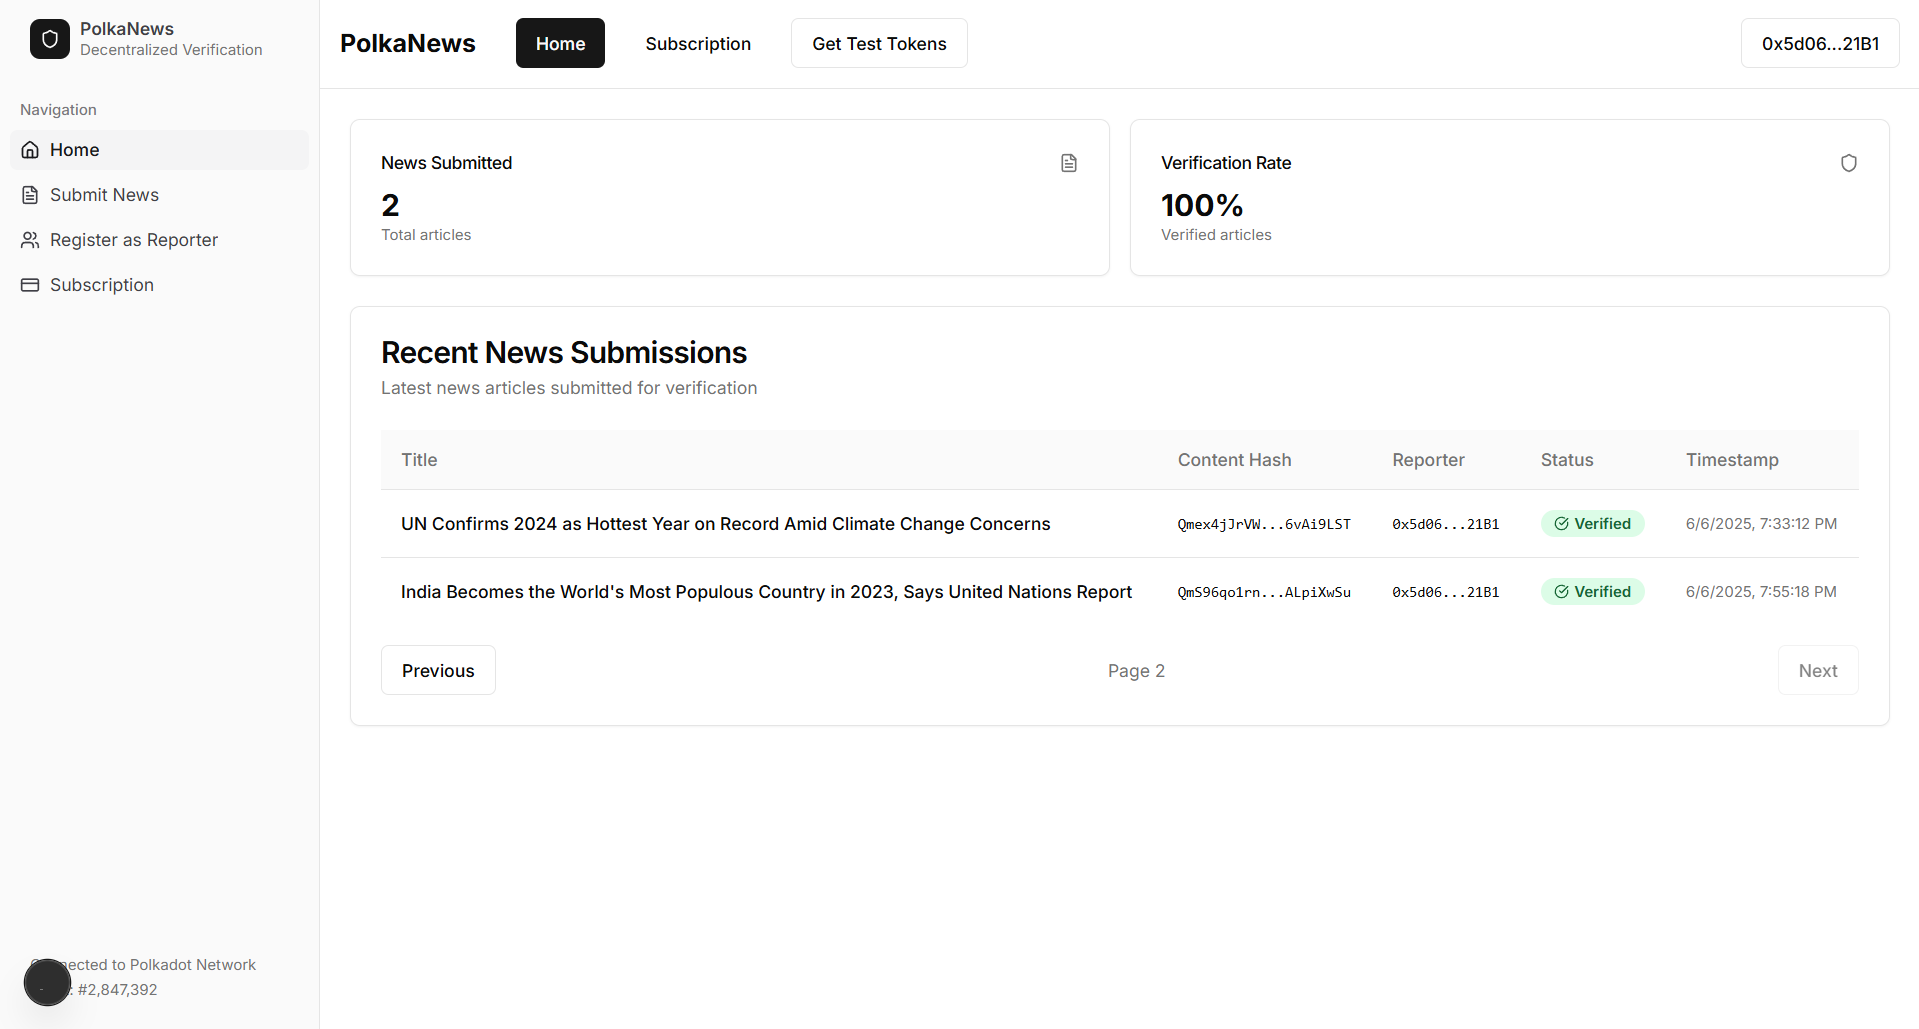 PolkaNews
Decentralized Verification
Navigation
Home
Submit News
Register as Reporter
Subscription
to Polkadot Network
#2,847,392
PolkaNews Home Subscription Get Test Tokens 0x5d06...21B1
News Submitted
2
Total articles
Verification Rate
100%
Verified articles
Recent News Submissions
Latest news articles submitted for verification
Title Content Hash Reporter Status Timestamp
UN Confirms 2024 as Hottest Year on Record Amid Climate Change Concerns Qmex4jJrVW...6vAi9LST 0x5d06...21B1 Verified 6/6/2025, 7:33:12 PM
India Becomes the World's Most Populous Country in 2023, Says United Nations Report QmS96qo1rn...ALpiXwSu 0x5d06...21B1 Verified 6/6/2025, 7:55:18 PM
Previous Page 2 Next